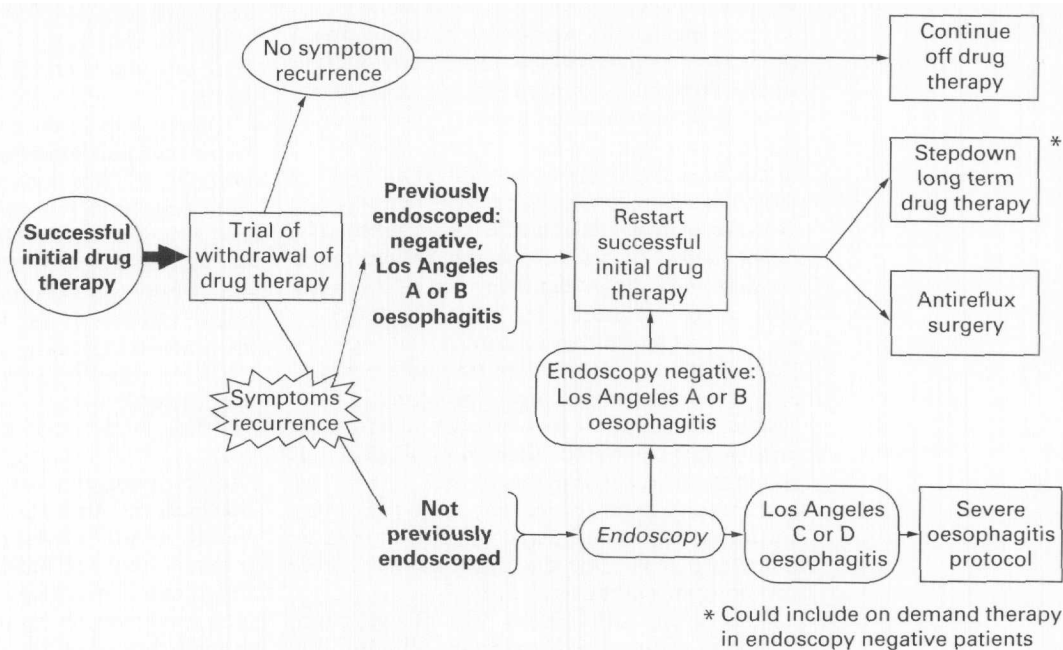 No symptom
recurrence
Continue
off drug
therapy
Successful
initial drug
therapy
Trial of
withdrawal of
drug therapy
Previously
endoscoped:
negative,
Los Angeles
A or B
oesophagitis
Restart
successful
initial drug
therapy
*
Stepdown
long term
drug therapy
Antireflux
surgery
Symptoms
recurrence
Endoscopy negative:
Los Angeles A or B
oesophagitis
Not
previously
endoscoped
Endoscopy
Los Angeles
C or D
oesophagitis
Severe
oesophagitis
protocol
* Could include on demand therapy
in endoscopy negative patients